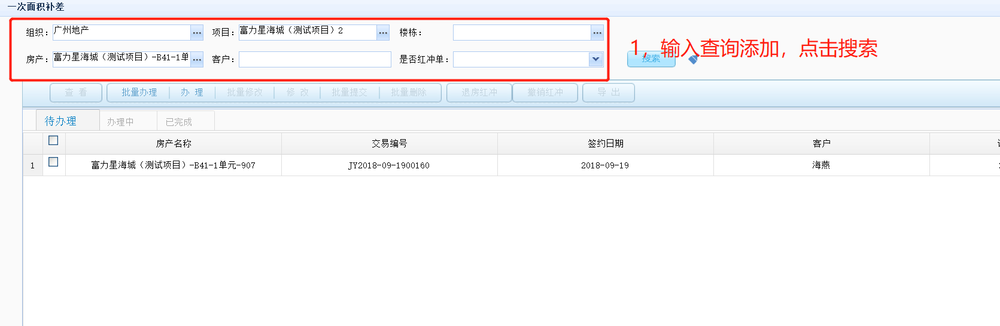 一次面积补差
组织： 广州地产 ... 项目： 富力星海城（测试项目）2 ... 楼栋： ...
房产： 富力星海城（测试项目）-B41-1单 ... 客户： 是否红冲单：
搜索
1，输入查询添加，点击搜索
查 看 批量办理 办 理 批量修改 修 改 批量提交 批量删除 退房红冲 撤销红冲 导 出
待办理 办理中 已完成
房产名称 交易编号 签约日期 客户
1 富力星海城（测试项目）-B41-1单元-907 JY2018-09-1900160 2018-09-19 海燕